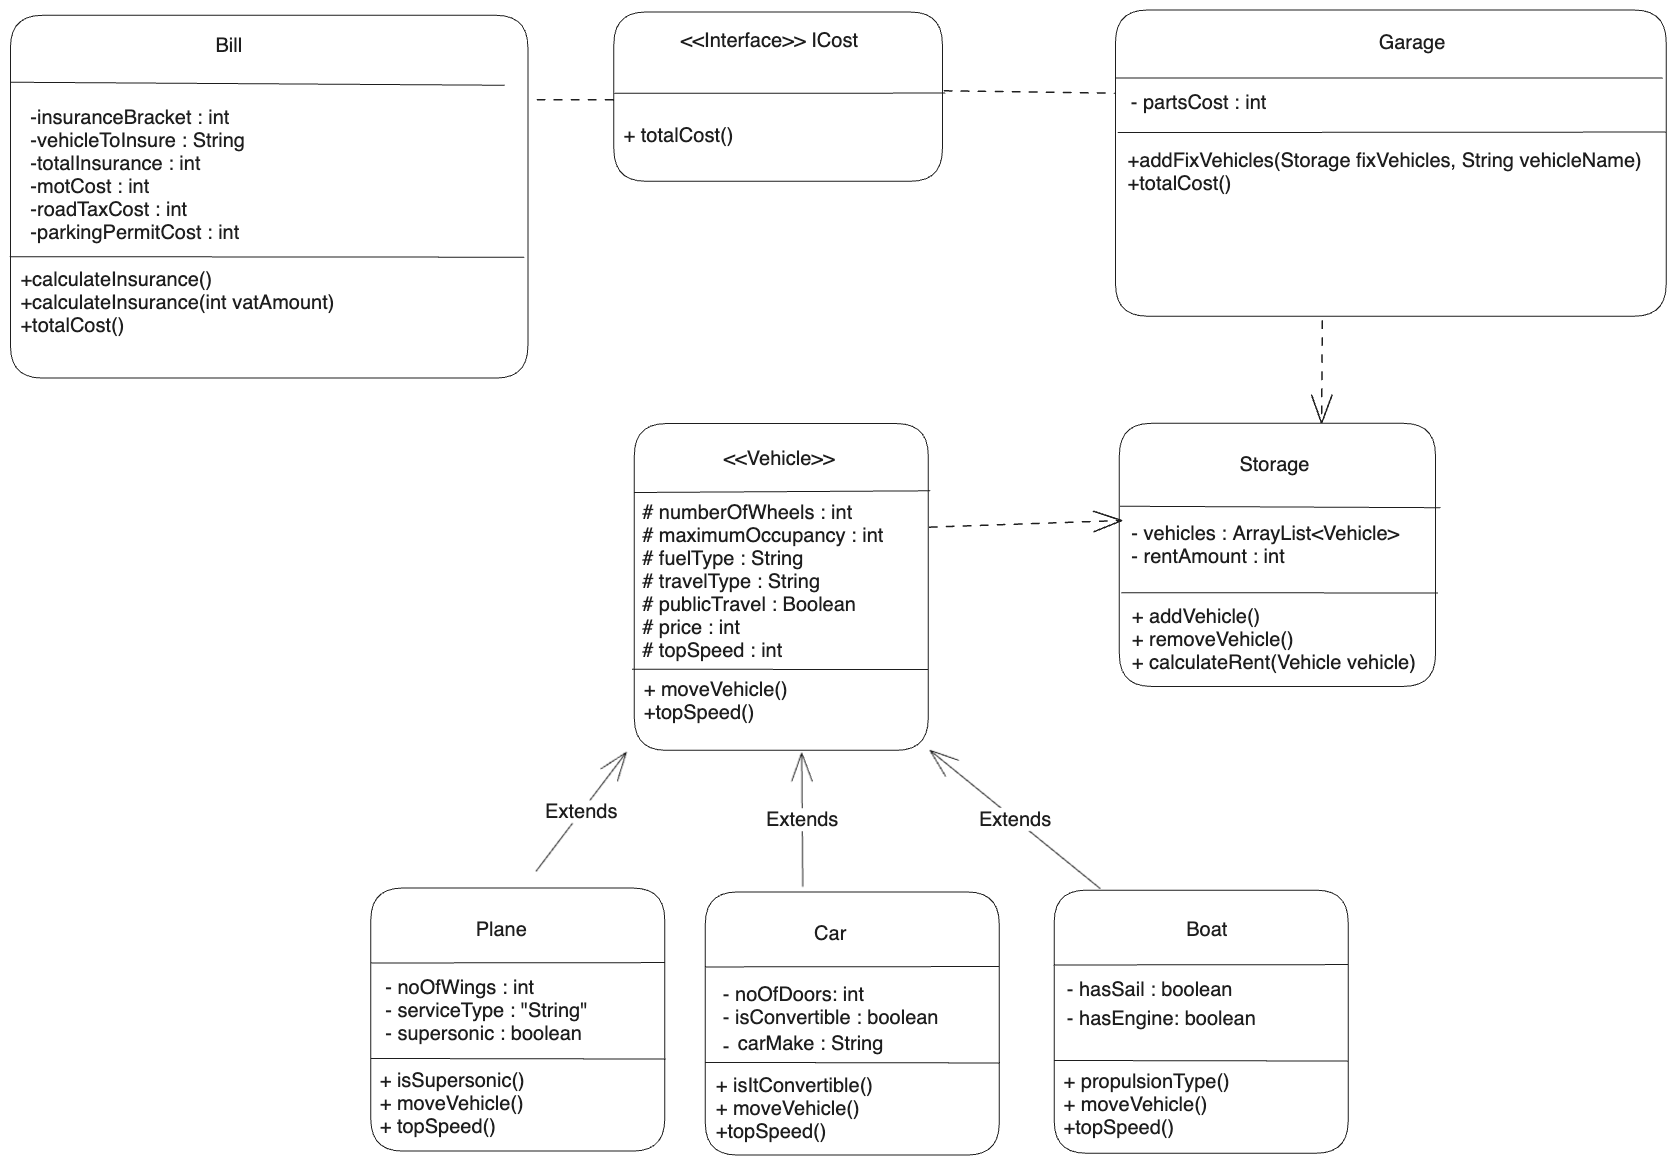 Bill
-insuranceBracket : int
-vehicleToInsure : String
-totalInsurance : int
-motCost : int
-roadTaxCost : int
-parkingPermitCost : int
+calculateInsurance()
+calculateInsurance(int vatAmount)
+totalCost()
<<Interface>> ICost
+ totalCost()
Garage
- partsCost : int
+addFixVehicles(Storage fixVehicles, String vehicleName)
+totalCost()
<<Vehicle>>
# numberOfWheels : int
# maximumOccupancy : int
# fuelType : String
# travelType : String
# publicTravel : Boolean
# price : int
# topSpeed : int
+ moveVehicle()
+topSpeed()
Storage
- vehicles : ArrayList<Vehicle>
- rentAmount : int
+ addVehicle()
+ removeVehicle()
+ calculateRent(Vehicle vehicle)
Extends
Extends
Extends
Plane
- noOfWings : int
- serviceType : "String"
- supersonic : boolean
+ isSupersonic()
+ moveVehicle()
+ topSpeed()
Car
- noOfDoors: int
- isConvertible : boolean
- carMake : String
+ isItConvertible()
+ moveVehicle()
+topSpeed()
Boat
- hasSail : boolean
- hasEngine: boolean
+ propulsionType()
+ moveVehicle()
+topSpeed()